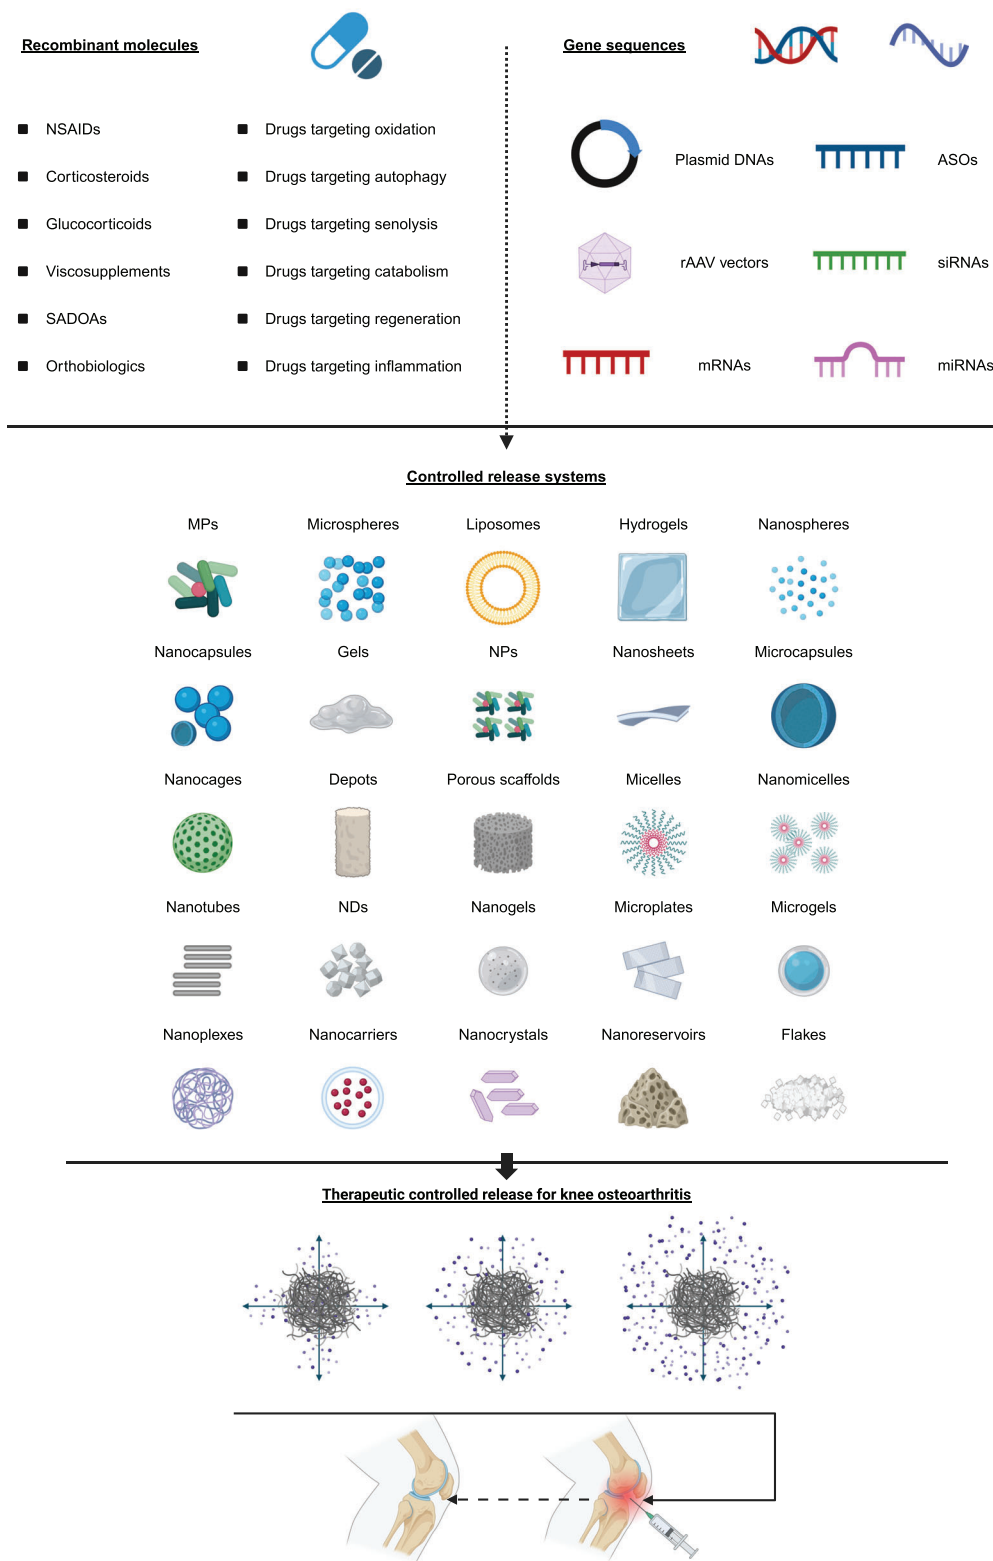 Recombinant molecules
NSAIDs
Corticosteroids
Glucocorticoids
Viscosupplements
SADOAs
Orthobiologics
Drugs targeting oxidation
Drugs targeting autophagy
Drugs targeting senolysis
Drugs targeting catabolism
Drugs targeting regeneration
Drugs targeting inflammation
Gene sequences
Plasmid DNAs
ASOs
rAAV vectors
siRNAs
mRNAs
miRNAs
Controlled release systems
MPs
Microspheres
Liposomes
Hydrogels
Nanospheres
Nanocapsules
Gels
NPs
Nanosheets
Microcapsules
Nanocages
Depots
Porous scaffolds
Micelles
Nanomicelles
Nanotubes
NDs
Nanogels
Microplates
Microgels
Nanoplexes
Nanocarriers
Nanocrystals
Nanoreservoirs
Flakes
Therapeutic controlled release for knee osteoarthritis